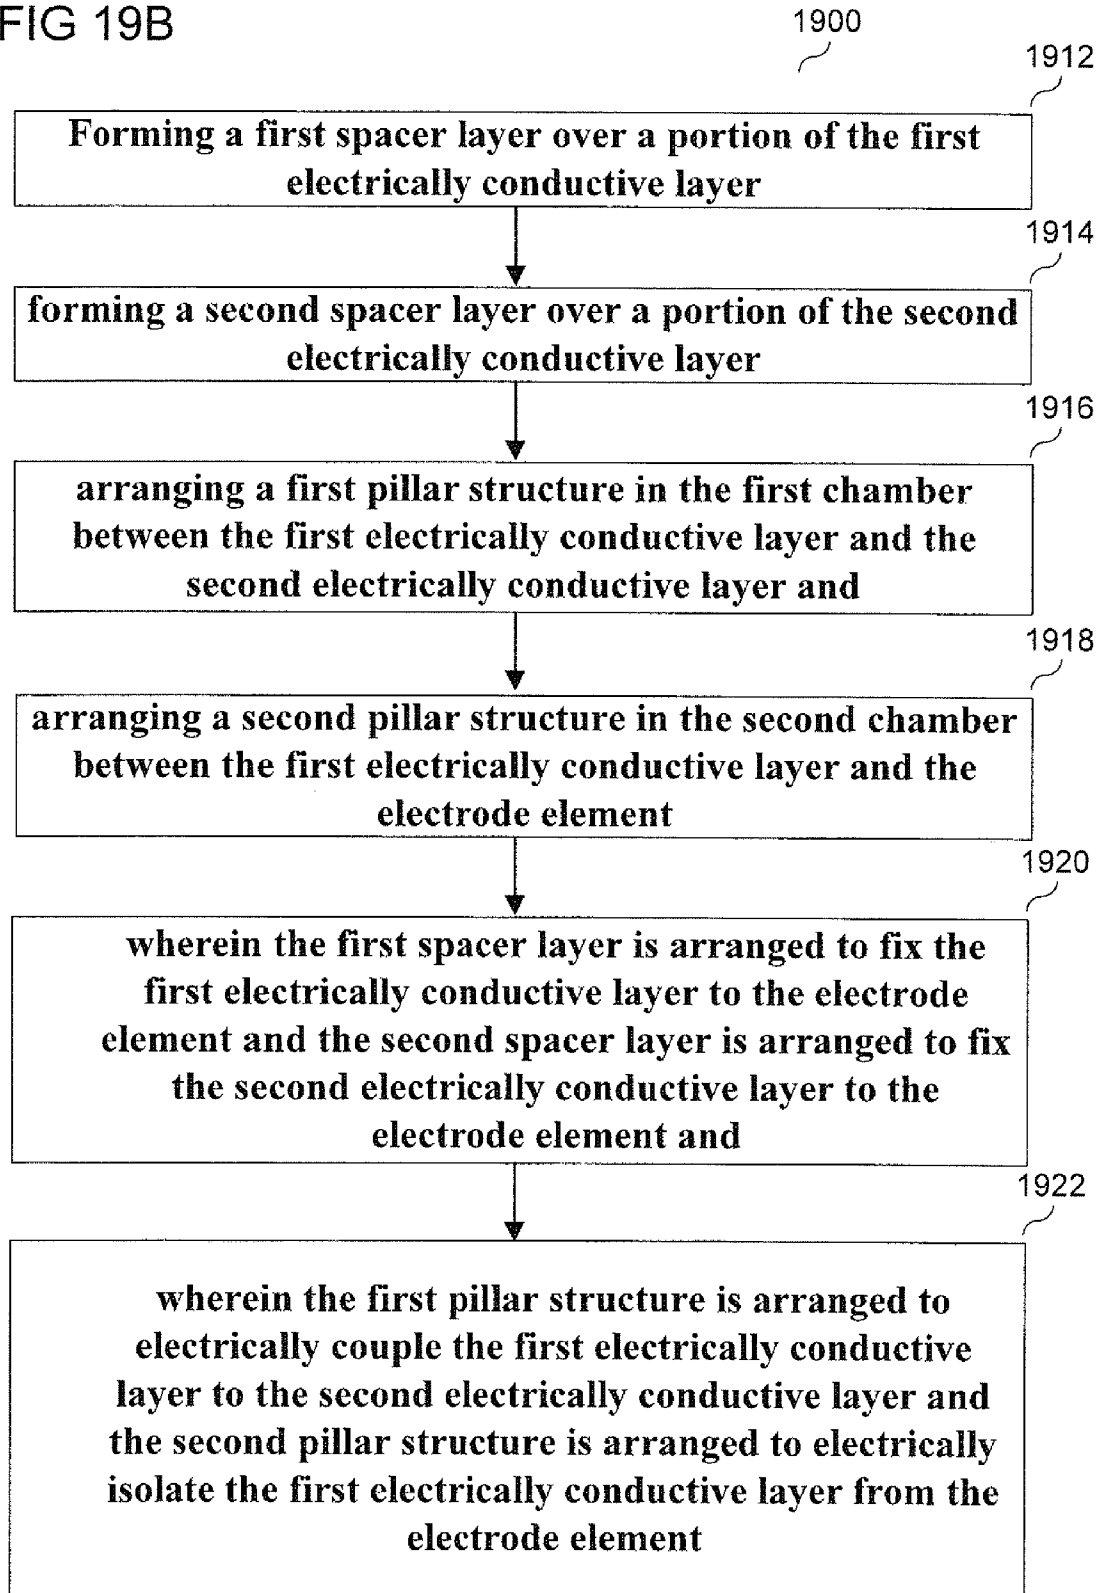 FIG 19B
1900
1912
Forming a first spacer layer over a portion of the first
electrically conductive layer
1914
forming a second spacer layer over a portion of the second
electrically conductive layer
1916
arranging a first pillar structure in the first chamber
between the first electrically conductive layer and the
second electrically conductive layer and
1918
arranging a second pillar structure in the second chamber
between the first electrically conductive layer and the
electrode element
1920
wherein the first spacer layer is arranged to fix the
first electrically conductive layer to the electrode
element and the second spacer layer is arranged to fix
the second electrically conductive layer to the
electrode element and
1922
wherein the first pillar structure is arranged to
electrically couple the first electrically conductive
layer to the second electrically conductive layer and
the second pillar structure is arranged to electrically
isolate the first electrically conductive layer from the
electrode element